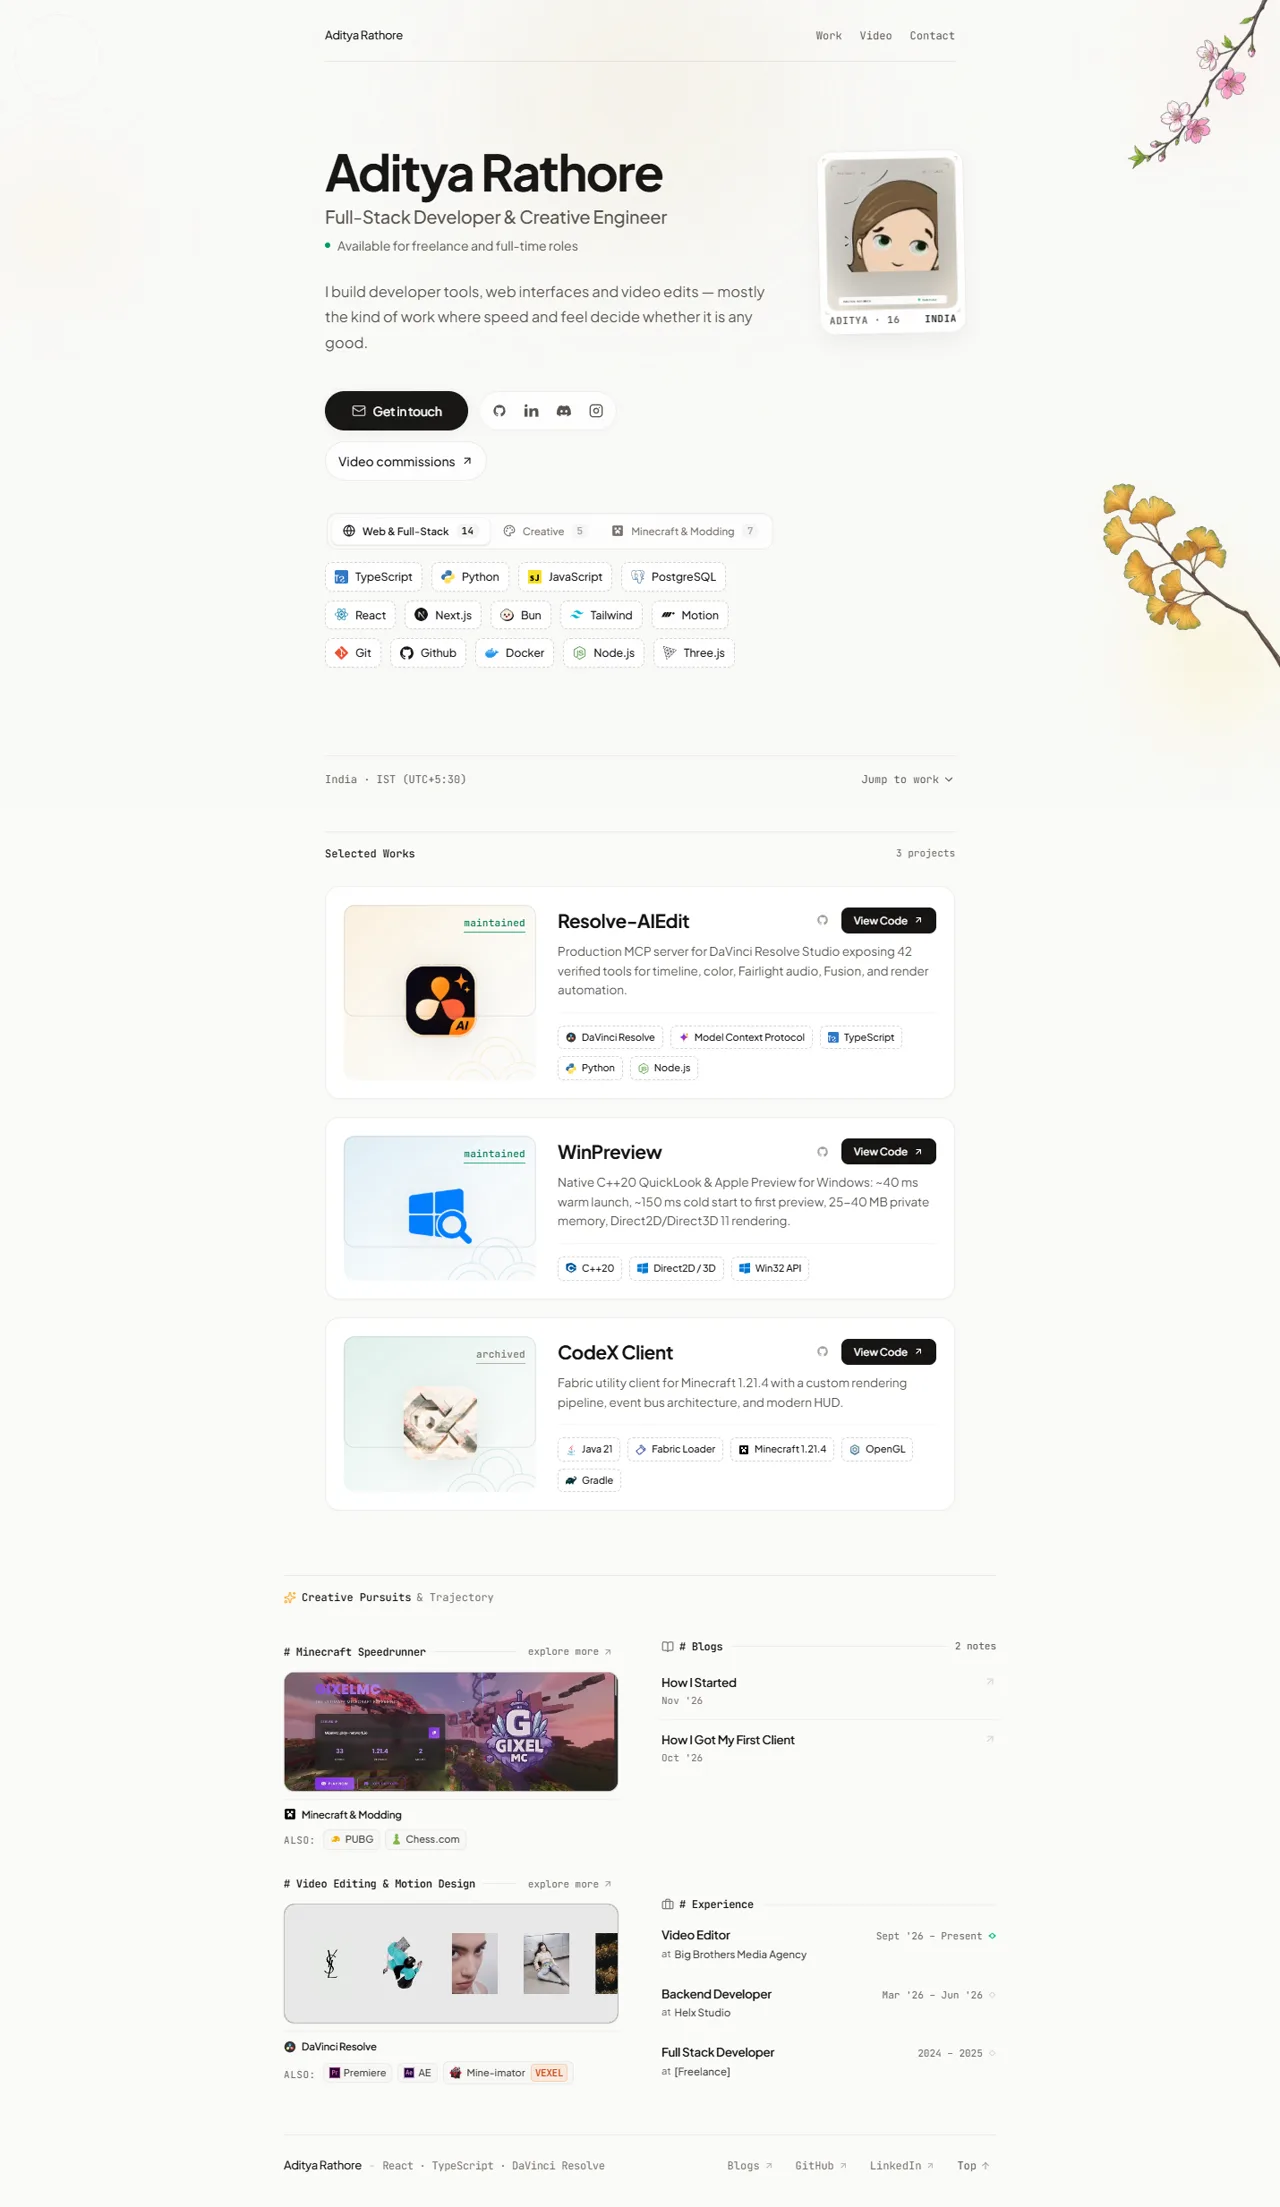 Aditya Rathore
Work Video Contact
Aditya Rathore
Full-Stack Developer & Creative Engineer
Available for freelance and full-time roles
I build developer tools, web interfaces and video edits — mostly
the kind of work where speed and feel decide whether it is any
good.
ADITYA · 16 INDIA
Get in touch
Video commissions
Web & Full-Stack 14 Creative 5 Minecraft & Modding 7
TypeScript Python JavaScript PostgreSQL
React Next.js Bun Tailwind Motion
Git Github Docker Node.js Three.js
India · IST (UTC+5:30) Jump to work
Selected Works 3 projects
maintained
AI
Resolve-AIEdit View Code
Production MCP server for DaVinci Resolve Studio exposing 42
verified tools for timeline, color, Fairlight audio, Fusion, and render
automation.
DaVinci Resolve Model Context Protocol TypeScript
Python Node.js
maintained
WinPreview View Code
Native C++20 QuickLook & Apple Preview for Windows: ~40 ms
warm launch, ~150 ms cold start to first preview, 25–40 MB private
memory, Direct2D/Direct3D 11 rendering.
C++20 Direct2D / 3D Win32 API
archived
CodeX Client View Code
Fabric utility client for Minecraft 1.21.4 with a custom rendering
pipeline, event bus architecture, and modern HUD.
Java 21 Fabric Loader Minecraft 1.21.4 OpenGL
Gradle
Creative Pursuits & Trajectory
# Minecraft Speedrunner explore more
GIXELMC
33 1.21.4 2
G
GIXEL
MC
Minecraft & Modding
ALSO: PUBG Chess.com
# Video Editing & Motion Design explore more
DaVinci Resolve
ALSO: Premiere AE Mine-imator VEXEL
# Blogs 2 notes
How I Started
Nov '26
How I Got My First Client
Oct '26
# Experience
Video Editor Sept '26 – Present
at Big Brothers Media Agency
Backend Developer Mar '26 – Jun '26
at Helx Studio
Full Stack Developer 2024 – 2025
at [Freelance]
Aditya Rathore - React · TypeScript · DaVinci Resolve
Blogs GitHub LinkedIn Top